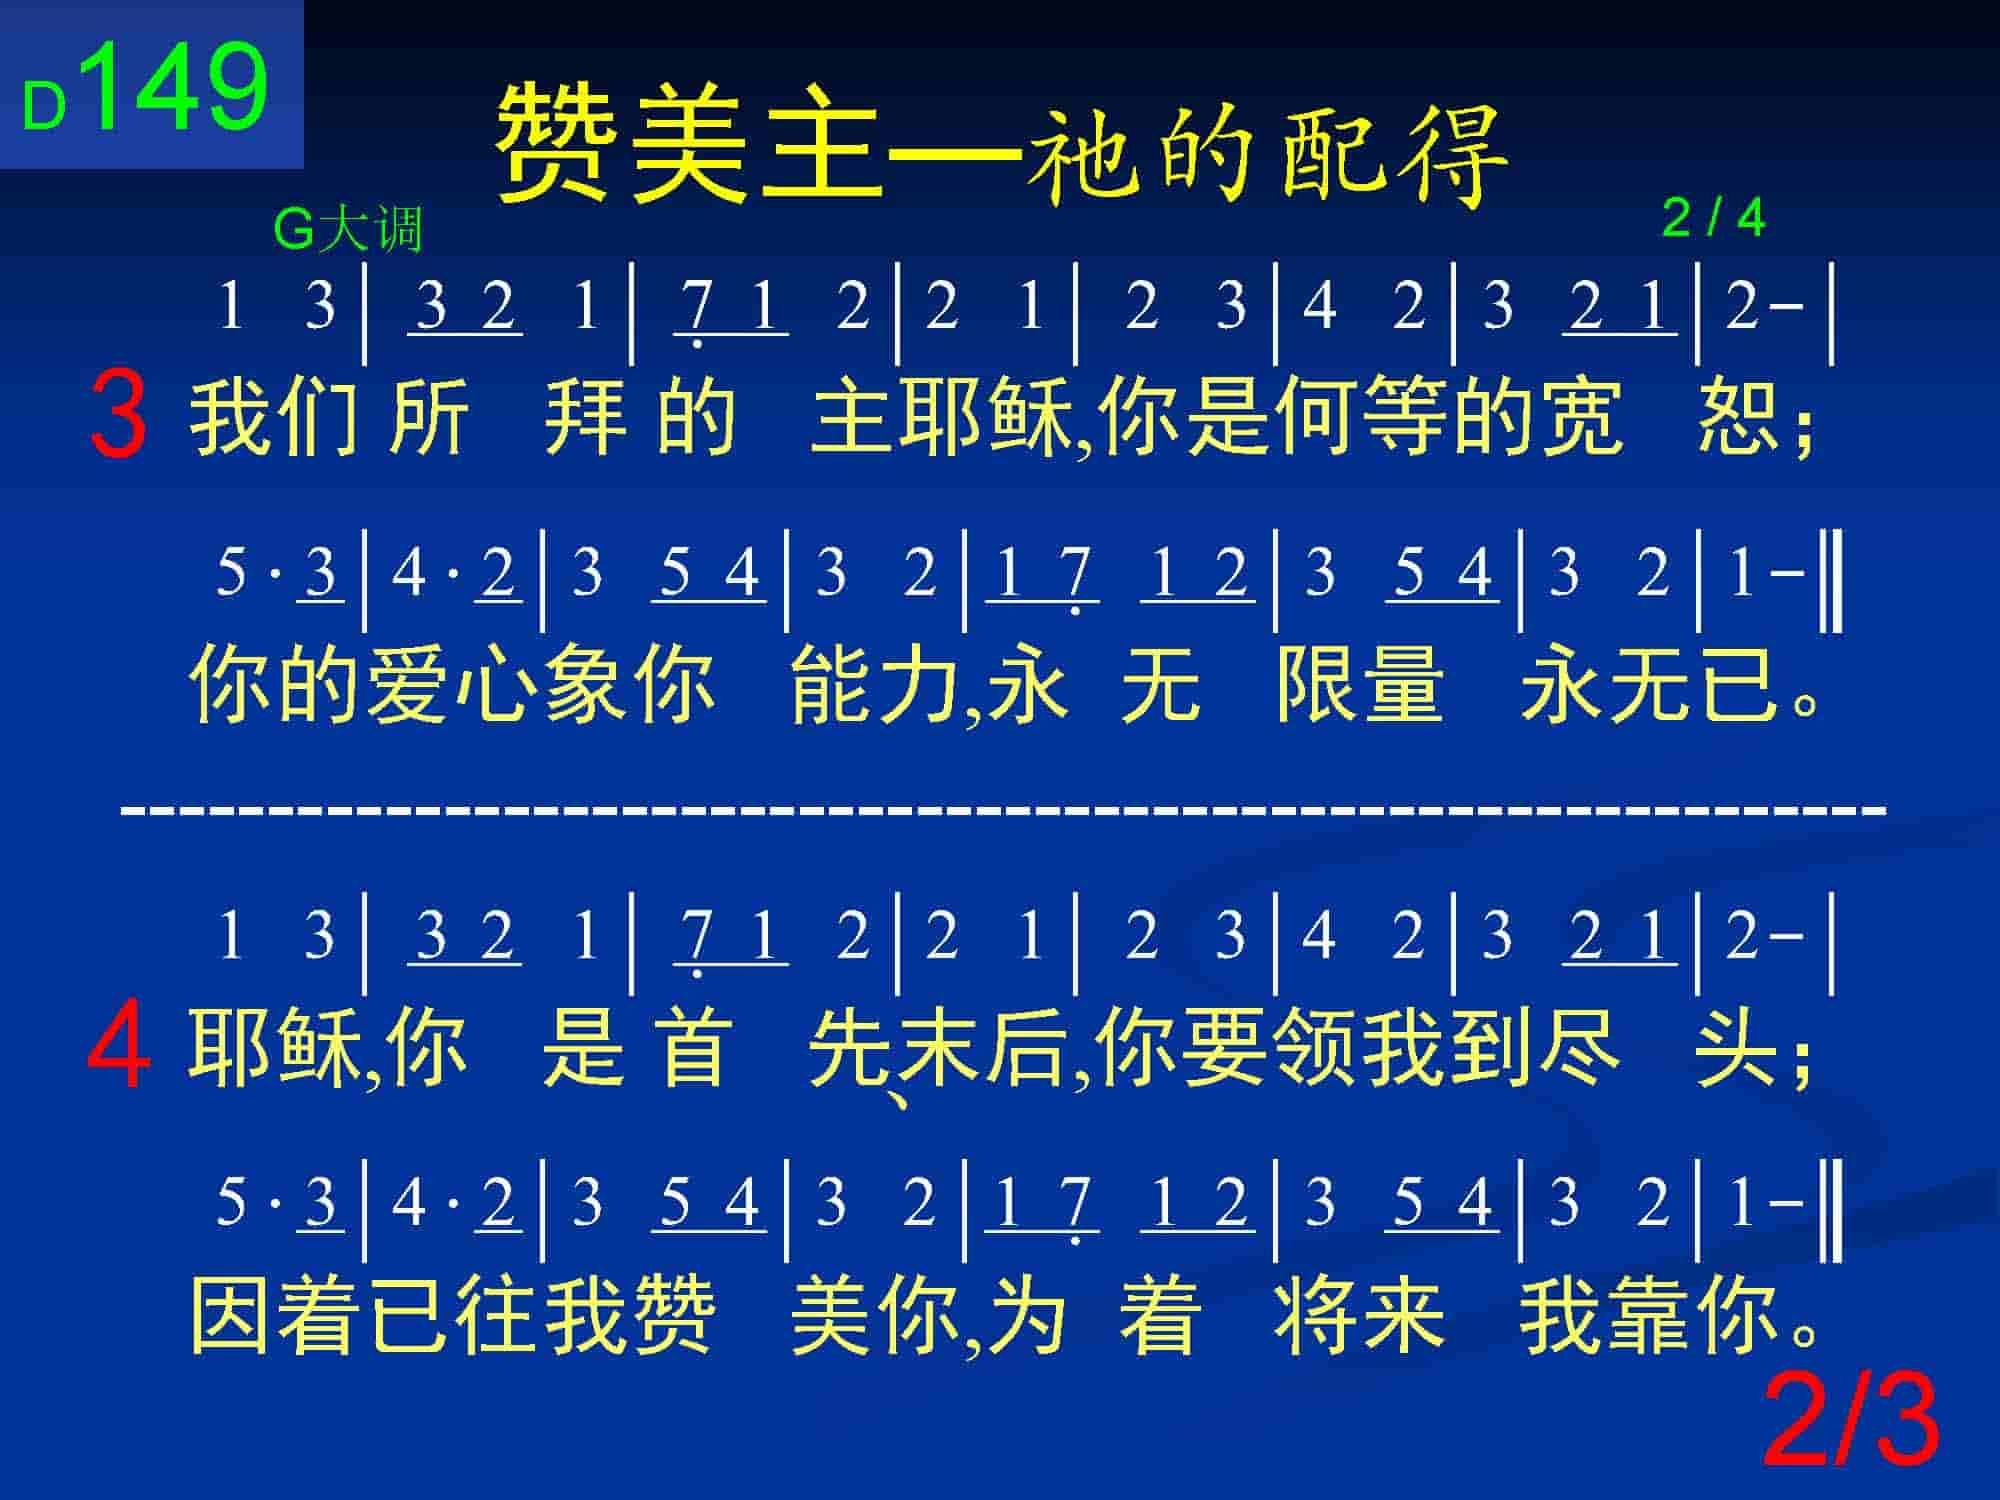 D149
赞美主—祂的配得
G大调 2 / 4
1 3 | 3 2 1 | 7̣ 1 2 | 2 1 | 2 3 | 4 2 | 3 2 1 | 2 – |
3 我们所拜的主耶稣,你是何等的宽恕；
5 · 3 | 4 · 2 | 3 5 4 | 3 2 | 1 7̣ 1 2 | 3 5 4 | 3 2 | 1 – ‖
你的爱心象你能力,永无限量永无已。
1 3 | 3 2 1 | 7̣ 1 2 | 2 1 | 2 3 | 4 2 | 3 2 1 | 2 – |
4 耶稣,你是首先、末后,你要领我到尽头；
5 · 3 | 4 · 2 | 3 5 4 | 3 2 | 1 7̣ 1 2 | 3 5 4 | 3 2 | 1 – ‖
因着已往我赞美你,为着将来我靠你。
2/3